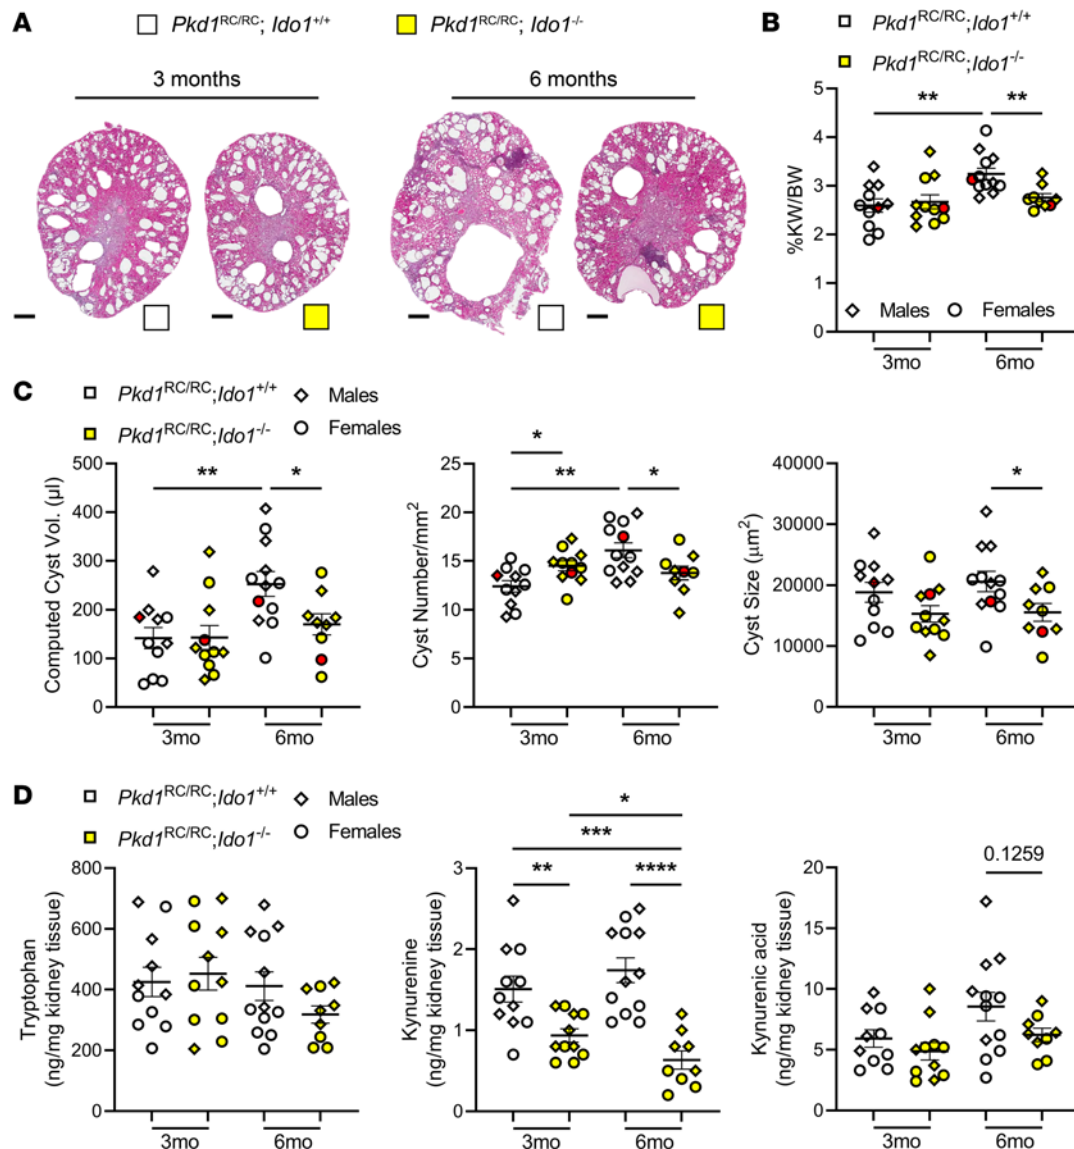 A
Pkd1RC/RC; Ido1+/+
Pkd1RC/RC; Ido1-/-
3 months
6 months
B
Pkd1RC/RC;Ido1+/+
Pkd1RC/RC;Ido1-/-
%KW/BW
5
4
3
2
1
0
**
**
Males
Females
3mo
6mo
C
Pkd1RC/RC;Ido1+/+
Males
Pkd1RC/RC;Ido1-/-
Females
Computed Cyst Vol. (µl)
500
400
300
200
100
0
**
*
3mo
6mo
Cyst Number/mm2
25
20
15
10
5
0
*
**
*
3mo
6mo
Cyst Size (µm2)
40000
30000
20000
10000
0
*
3mo
6mo
D
Pkd1RC/RC;Ido1+/+
Males
Pkd1RC/RC;Ido1-/-
Females
Tryptophan
(ng/mg kidney tissue)
800
600
400
200
0
3mo
6mo
Kynurenine
(ng/mg kidney tissue)
3
2
1
0
*
***
**
****
3mo
6mo
Kynurenic acid
(ng/mg kidney tissue)
20
15
10
5
0
0.1259
3mo
6mo